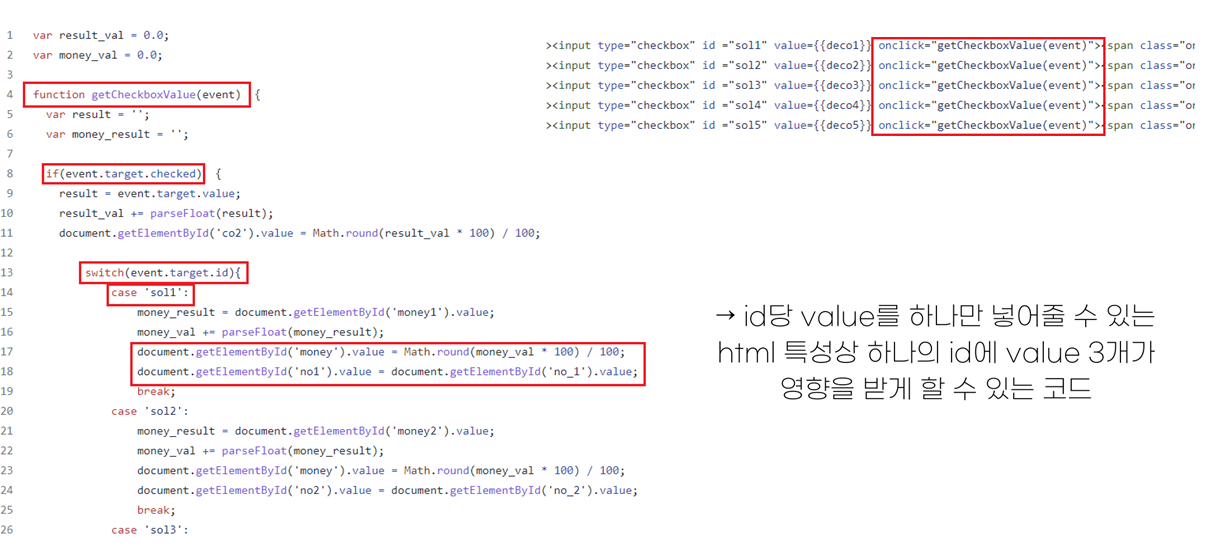 1 var result_val = 0.0;
2 var money_val = 0.0;
3
4 function getCheckboxValue(event) {
5 var result = '';
6 var money_result = '';
7
8 if(event.target.checked) {
9 result = event.target.value;
10 result_val += parseFloat(result);
11 document.getElementById('co2').value = Math.round(result_val * 100) / 100;
12
13 switch(event.target.id){
14 case 'sol1':
15 money_result = document.getElementById('money1').value;
16 money_val += parseFloat(money_result);
17 document.getElementById('money').value = Math.round(money_val * 100) / 100;
18 document.getElementById('no1').value = document.getElementById('no_1').value;
19 break;
20 case 'sol2':
21 money_result = document.getElementById('money2').value;
22 money_val += parseFloat(money_result);
23 document.getElementById('money').value = Math.round(money_val * 100) / 100;
24 document.getElementById('no2').value = document.getElementById('no_2').value;
25 break;
26 case 'sol3':
><input type="checkbox" id ="sol1" value={{deco1}} onclick="getCheckboxValue(event)"><span class="on
><input type="checkbox" id ="sol2" value={{deco2}} onclick="getCheckboxValue(event)"><span class="on
><input type="checkbox" id ="sol3" value={{deco3}} onclick="getCheckboxValue(event)"><span class="on
><input type="checkbox" id ="sol4" value={{deco4}} onclick="getCheckboxValue(event)"><span class="on
><input type="checkbox" id ="sol5" value={{deco5}} onclick="getCheckboxValue(event)"><span class="on
→ id당 value를 하나만 넣어줄 수 있는
html 특성상 하나의 id에 value 3개가
영향을 받게 할 수 있는 코드